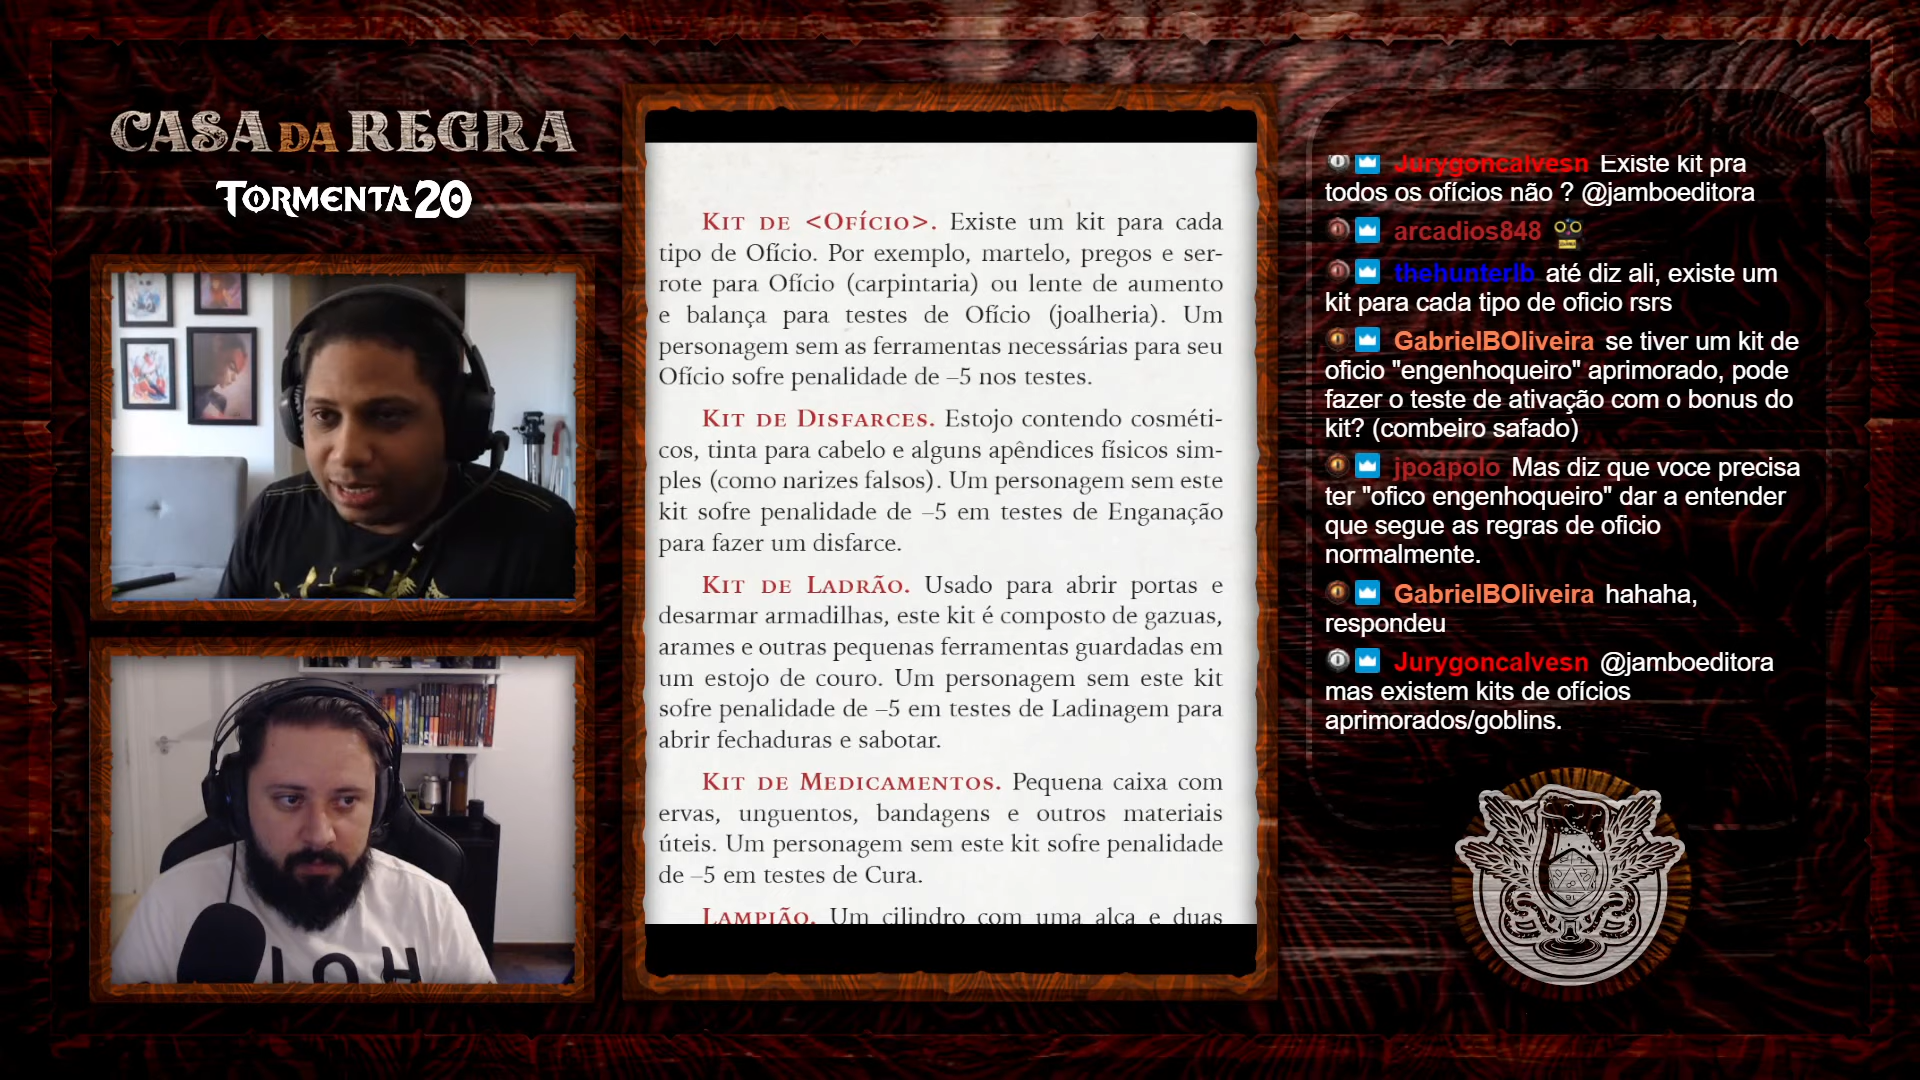 CASA DA REGRA
TORMENTA20
KIT DE <OFÍCIO>. Existe um kit para cada
tipo de Ofício. Por exemplo, martelo, pregos e ser-
rote para Ofício (carpintaria) ou lente de aumento
e balança para testes de Ofício (joalheria). Um
personagem sem as ferramentas necessárias para seu
Ofício sofre penalidade de –5 nos testes.
KIT DE DISFARCES. Estojo contendo cosméti-
cos, tinta para cabelo e alguns apêndices físicos sim-
ples (como narizes falsos). Um personagem sem este
kit sofre penalidade de –5 em testes de Enganação
para fazer um disfarce.
KIT DE LADRÃO. Usado para abrir portas e
desarmar armadilhas, este kit é composto de gazuas,
arames e outras pequenas ferramentas guardadas em
um estojo de couro. Um personagem sem este kit
sofre penalidade de –5 em testes de Ladinagem para
abrir fechaduras e sabotar.
KIT DE MEDICAMENTOS. Pequena caixa com
ervas, unguentos, bandagens e outros materiais
úteis. Um personagem sem este kit sofre penalidade
de –5 em testes de Cura.
LAMPIÃO. Um cilindro com uma alça e duas
Jurygoncalvesn Existe kit pra
todos os ofícios não ? @jamboeditora
arcadios848
thehunterlb até diz ali, existe um
kit para cada tipo de oficio rsrs
GabrielBOliveira se tiver um kit de
oficio "engenhoqueiro" aprimorado, pode
fazer o teste de ativação com o bonus do
kit? (combeiro safado)
jpoapolo Mas diz que voce precisa
ter "ofico engenhoqueiro" dar a entender
que segue as regras de oficio
normalmente.
GabrielBOliveira hahaha,
respondeu
Jurygoncalvesn @jamboeditora
mas existem kits de ofícios
aprimorados/goblins.